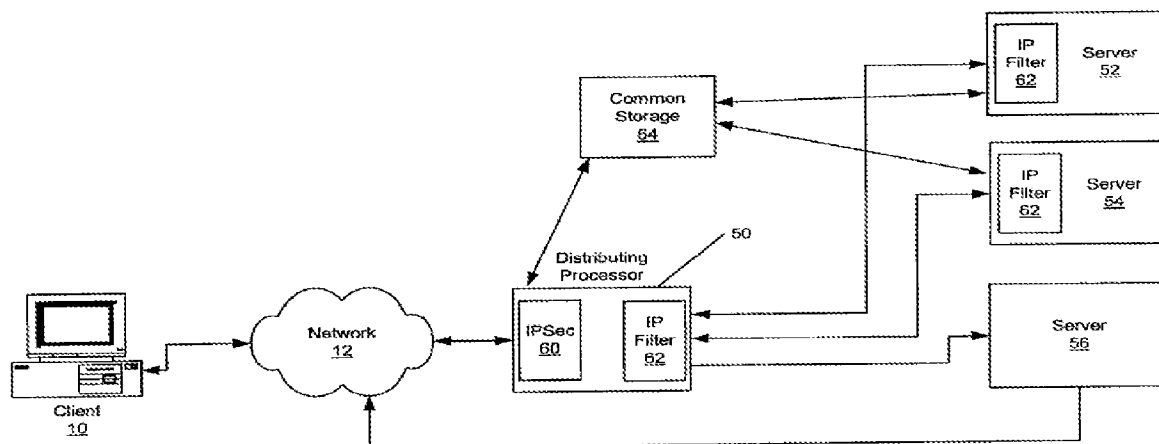 IP
Filter
62
Server
52
Common
Storage
64
IP
Filter
62
Server
54
50
Distributing
Processor
IPSec
60
IP
Filter
62
Server
56
Network
12
Client
10